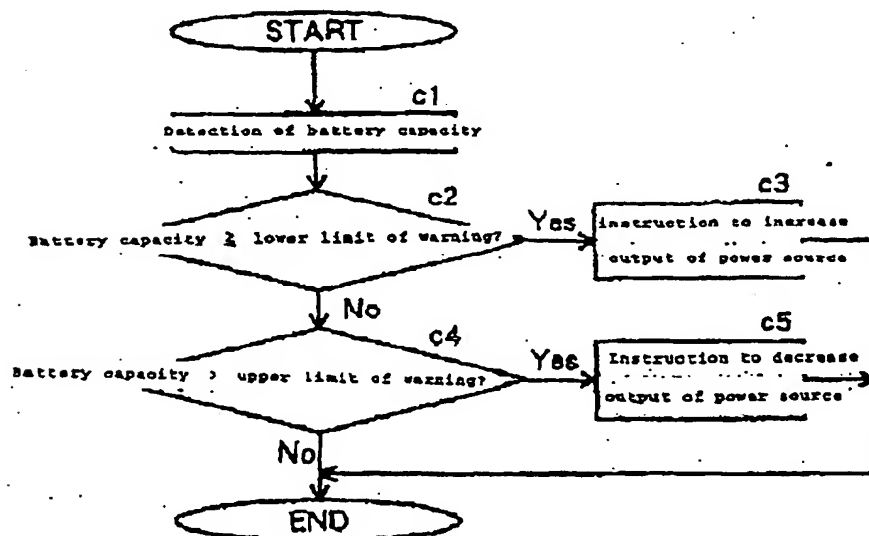 START
c1
Detection of battery capacity
c2
Battery capacity ≧ lower limit of warning?
Yes
c3
instruction to increase
output of power source
No
c4
Battery capacity > upper limit of warning?
Yes
c5
Instruction to decrease
output of power source
No
END